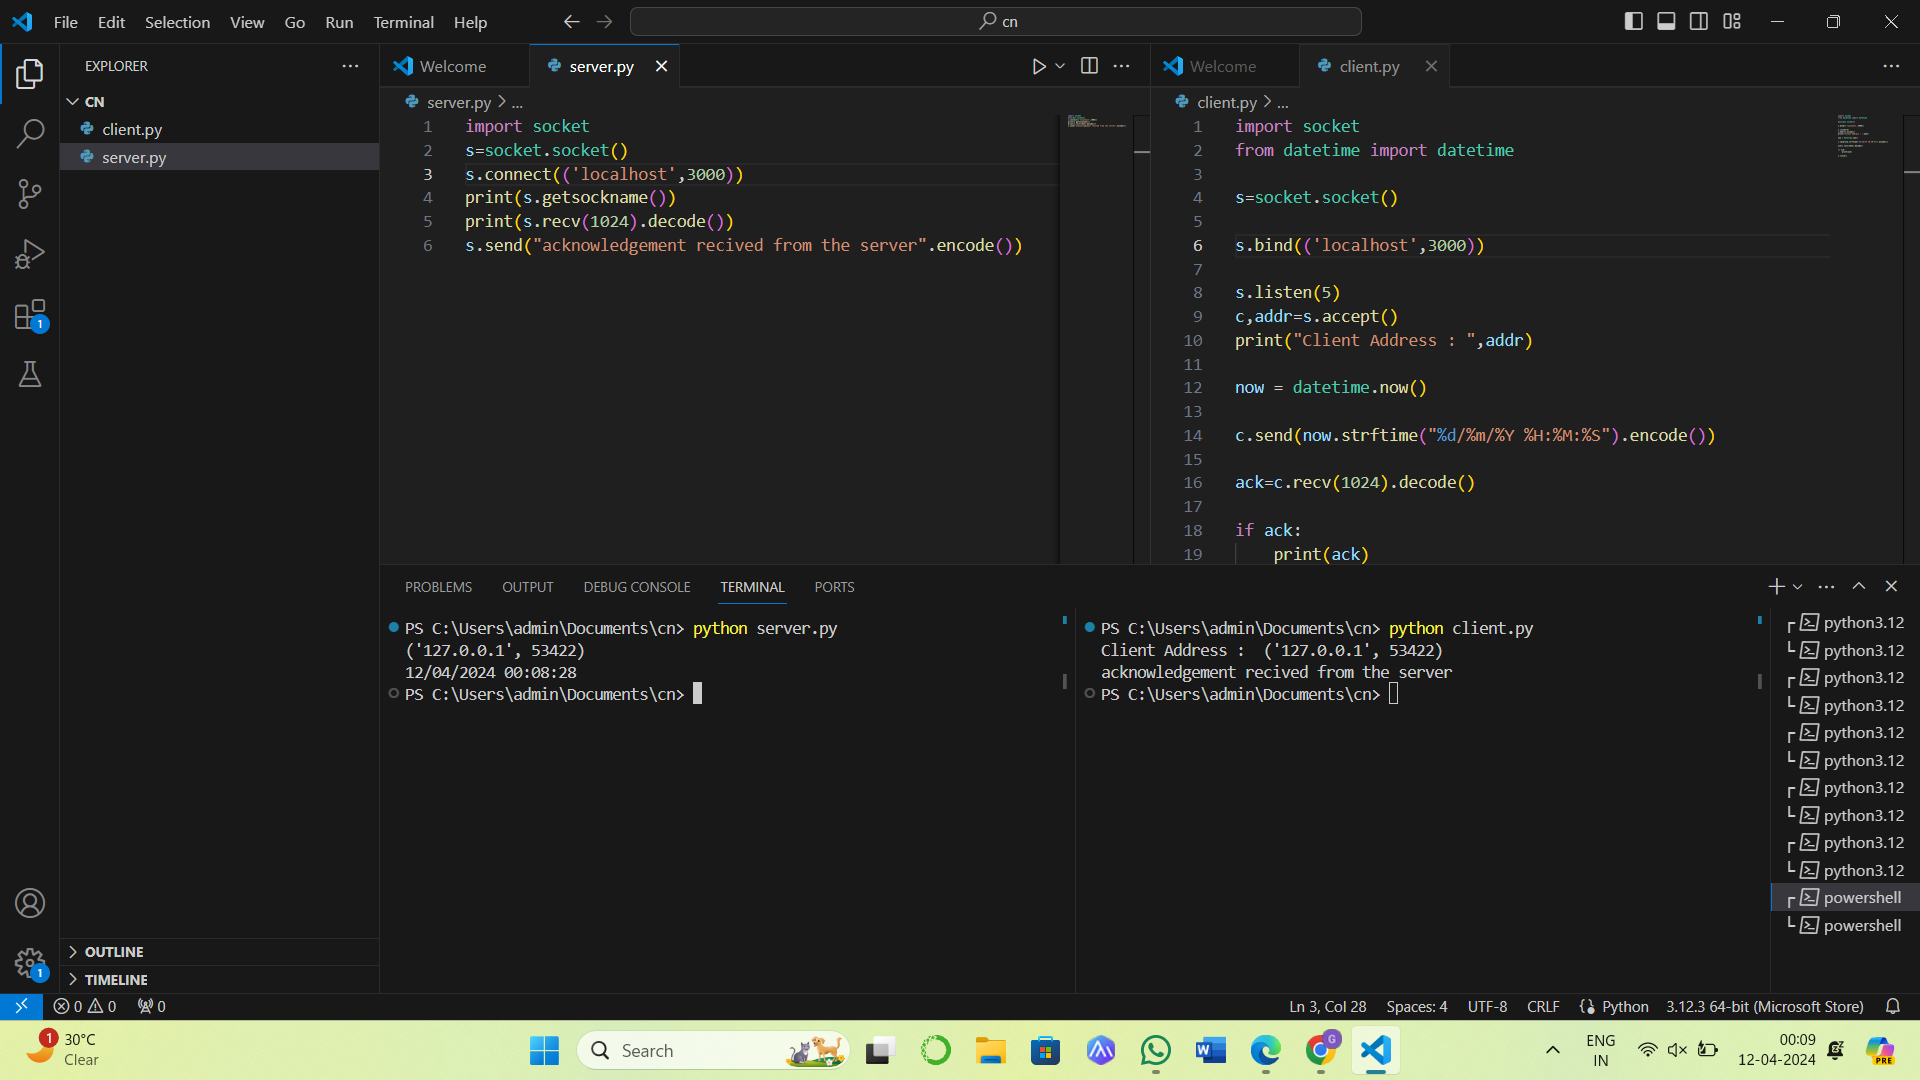 File Edit Selection View Go Run Terminal Help
cn
EXPLORER
CN
client.py
server.py
OUTLINE
TIMELINE
Welcome
server.py
server.py > ...
1 import socket
2 s=socket.socket()
3 s.connect(('localhost',3000))
4 print(s.getsockname())
5 print(s.recv(1024).decode())
6 s.send("acknowledgement recived from the server".encode())
Welcome
client.py
client.py > ...
1 import socket
2 from datetime import datetime
3
4 s=socket.socket()
5
6 s.bind(('localhost',3000))
7
8 s.listen(5)
9 c,addr=s.accept()
10 print("Client Address : ",addr)
11
12 now = datetime.now()
13
14 c.send(now.strftime("%d/%m/%Y %H:%M:%S").encode())
15
16 ack=c.recv(1024).decode()
17
18 if ack:
19     print(ack)
PROBLEMS OUTPUT DEBUG CONSOLE TERMINAL PORTS
PS C:\Users\admin\Documents\cn> python server.py
('127.0.0.1', 53422)
12/04/2024 00:08:28
PS C:\Users\admin\Documents\cn>
PS C:\Users\admin\Documents\cn> python client.py
Client Address :  ('127.0.0.1', 53422)
acknowledgement recived from the server
PS C:\Users\admin\Documents\cn>
python3.12
python3.12
python3.12
python3.12
python3.12
python3.12
python3.12
python3.12
python3.12
python3.12
powershell
powershell
1
1
0 0 0
Ln 3, Col 28 Spaces: 4 UTF-8 CRLF Python 3.12.3 64-bit (Microsoft Store)
1
30°C
Clear
Search
W
G
ENG
IN
00:09
12-04-2024
PRE